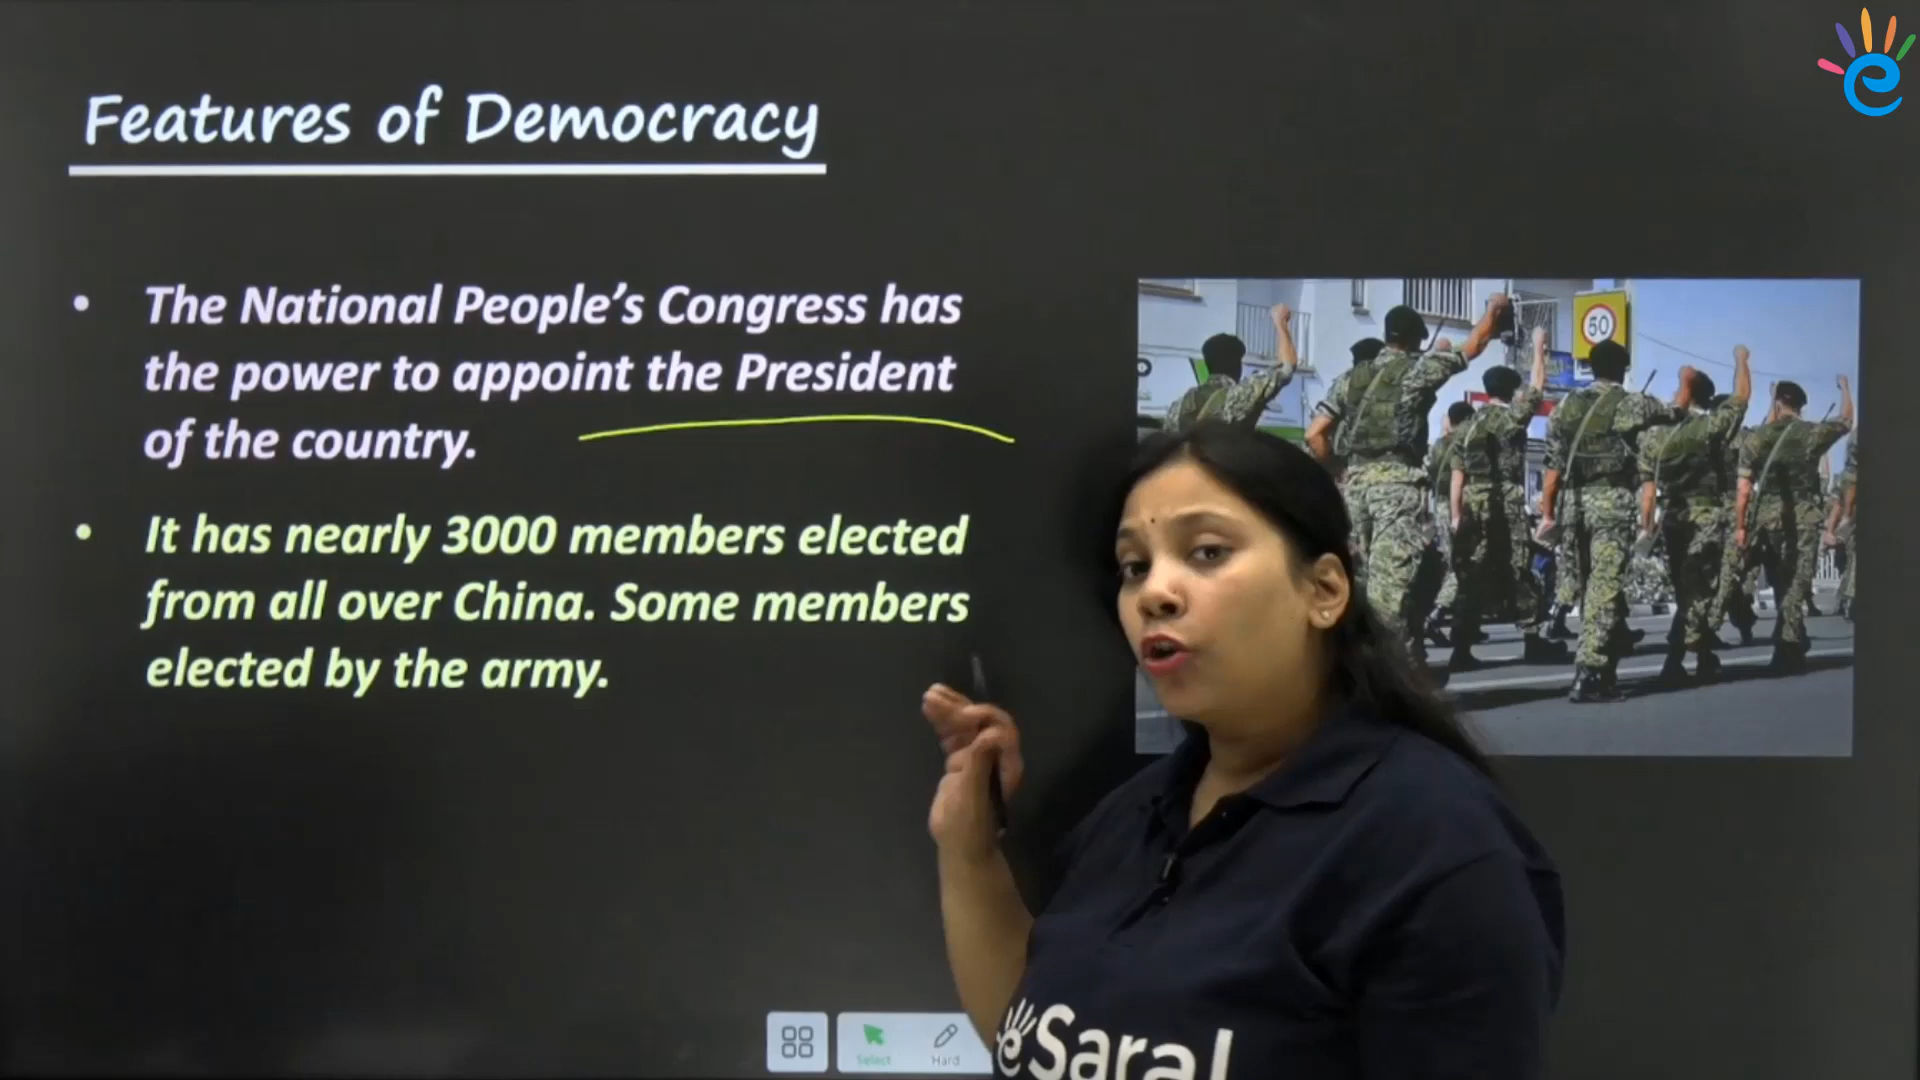 Features of Democracy
• The National People's Congress has
the power to appoint the President
of the country.
• It has nearly 3000 members elected
from all over China. Some members
elected by the army.
50
Select
Hard
eSaral